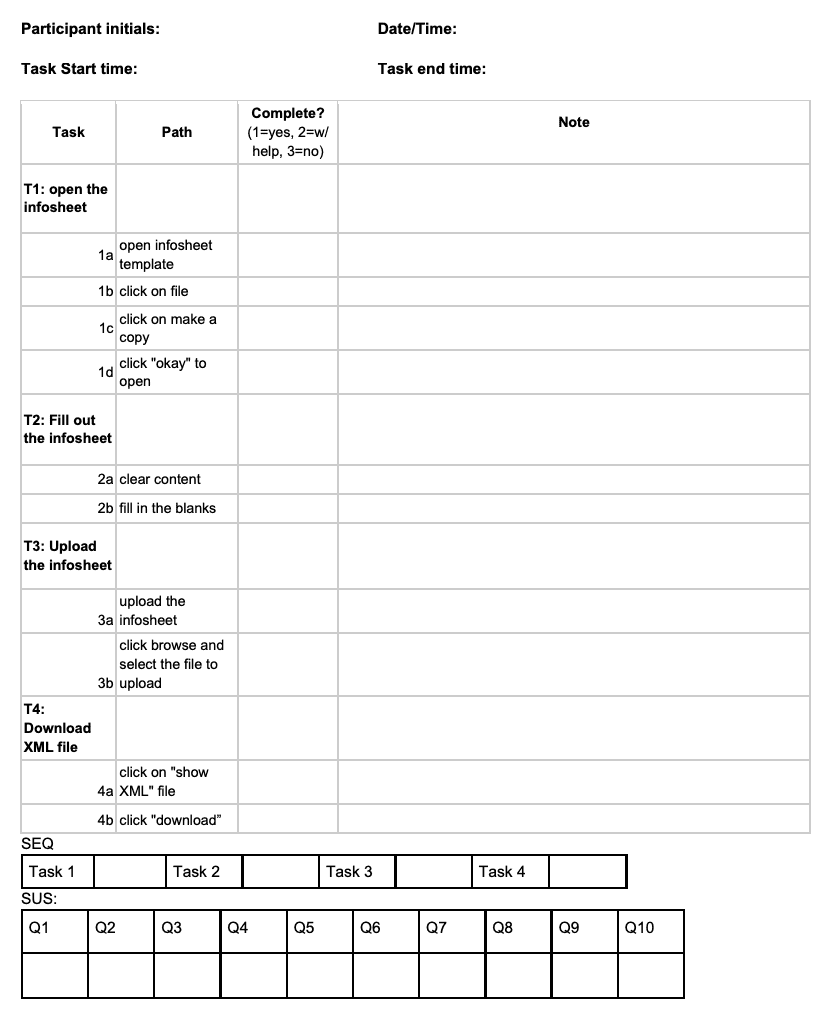 Participant initials: Date/Time:
Task Start time: Task end time:
Task Path Complete? (1=yes, 2=w/ help, 3=no) Note
T1: open the
infosheet
1a open infosheet
template
1b click on file
1c click on make a
copy
1d click "okay" to
open
T2: Fill out
the infosheet
2a clear content
2b fill in the blanks
T3: Upload
the infosheet
3a upload the
infosheet
3b click browse and
select the file to
upload
T4:
Download
XML file
4a click on "show
XML" file
4b click "download”
SEQ
Task 1 Task 2 Task 3 Task 4
SUS:
Q1 Q2 Q3 Q4 Q5 Q6 Q7 Q8 Q9 Q10